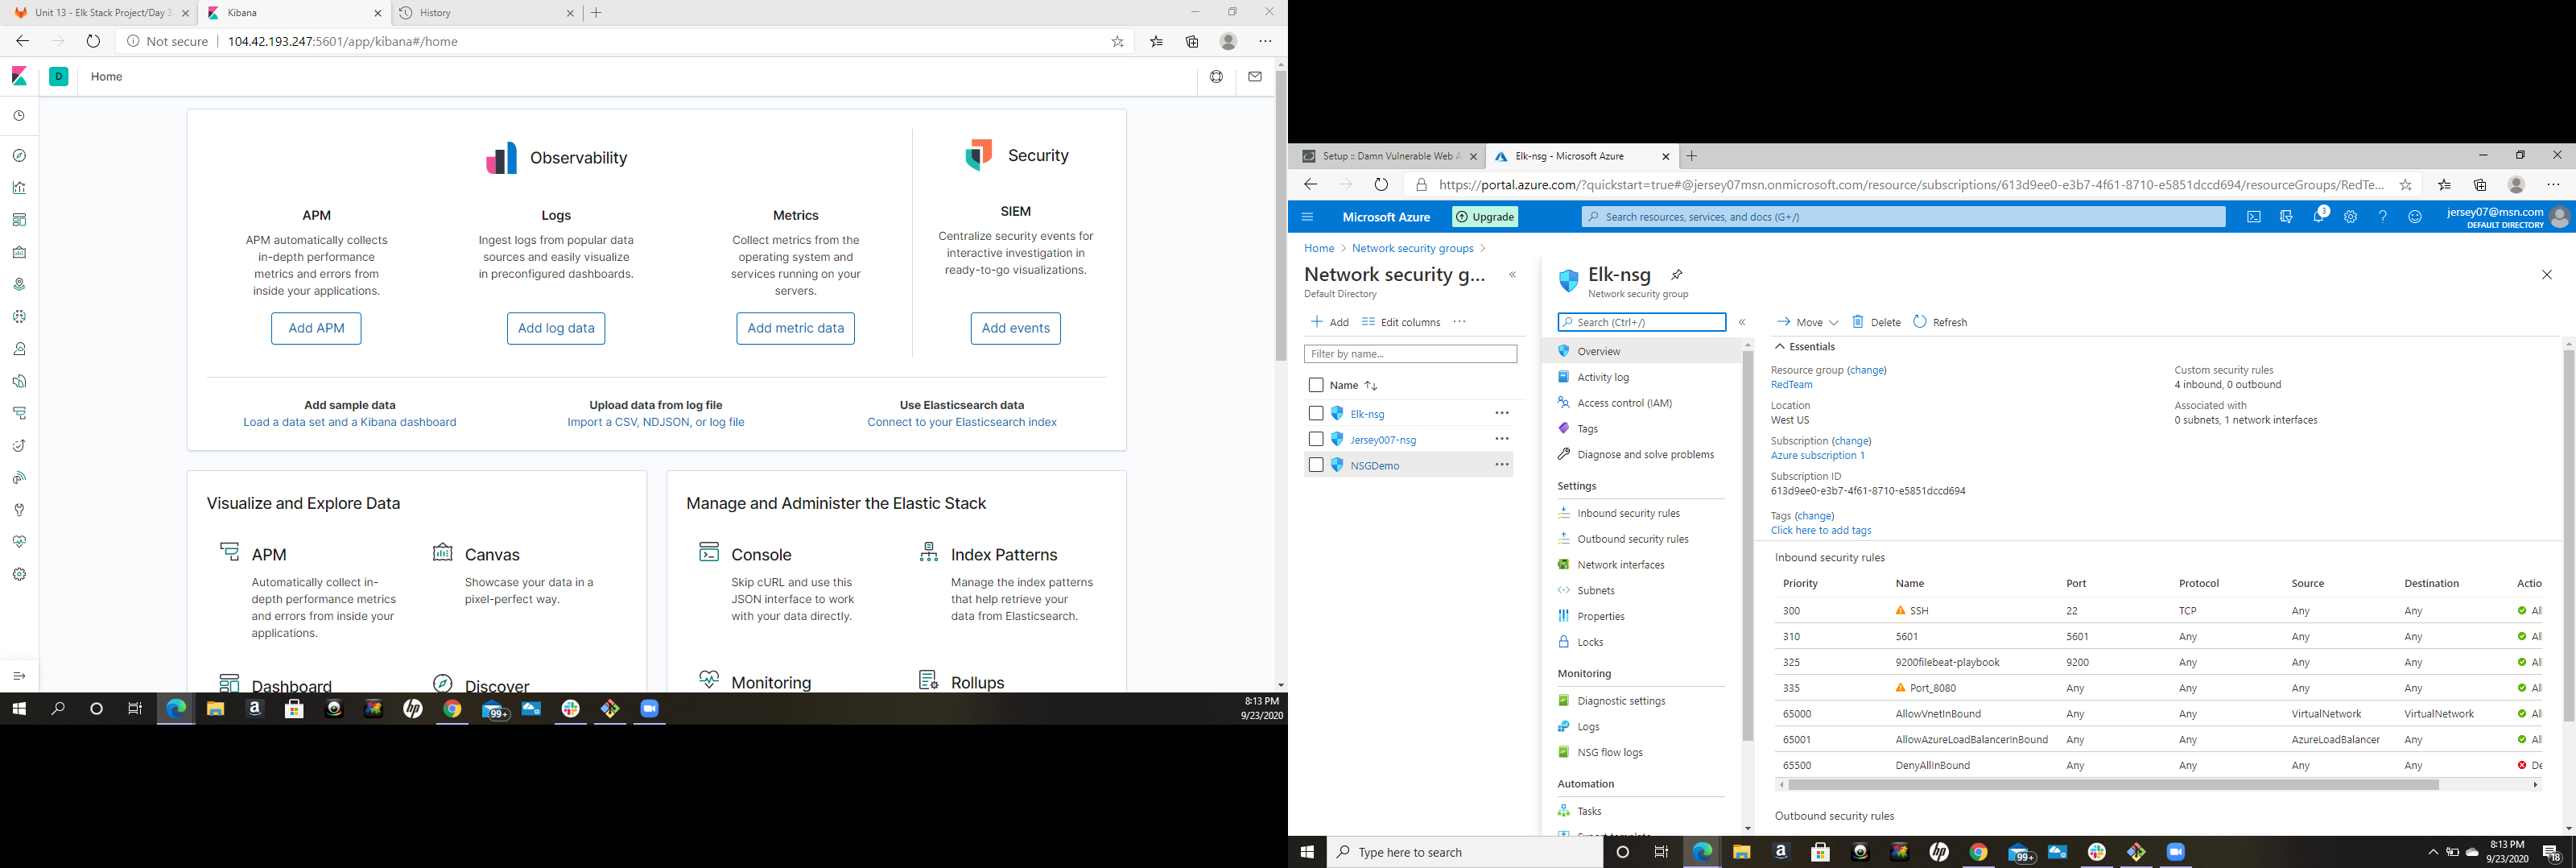 Unit 13 - Elk Stack Project/Day 3
Kibana
History
Not secure
104.42.193.247:5601/app/kibana#/home
D
Home
Observability
Security
APM
APM automatically collects
in-depth performance
metrics and errors from
inside your applications.
Add APM
Logs
Ingest logs from popular data
sources and easily visualize
in preconfigured dashboards.
Add log data
Metrics
Collect metrics from the
operating system and
services running on your
servers.
Add metric data
SIEM
Centralize security events for
interactive investigation in
ready-to-go visualizations.
Add events
Add sample data
Load a data set and a Kibana dashboard
Upload data from log file
Import a CSV, NDJSON, or log file
Use Elasticsearch data
Connect to your Elasticsearch index
Visualize and Explore Data
APM
Automatically collect in-
depth performance metrics
and errors from inside your
applications.
Canvas
Showcase your data in a
pixel-perfect way.
Dashboard
Discover
Manage and Administer the Elastic Stack
Console
Skip cURL and use this
JSON interface to work
with your data directly.
Index Patterns
Manage the index patterns
that help retrieve your
data from Elasticsearch.
Monitoring
Rollups
a
hp
99+
8:13 PM
9/23/2020
Setup :: Damn Vulnerable Web A
Elk-nsg - Microsoft Azure
https://portal.azure.com/?quickstart=true#@jersey07msn.onmicrosoft.com/resource/subscriptions/613d9ee0-e3b7-4f61-8710-e5851dccd694/resourceGroups/RedTe...
Microsoft Azure
Upgrade
Search resources, services, and docs (G+/)
3
jersey07@msn.com
DEFAULT DIRECTORY
Home > Network security groups >
Network security g...
Default Directory
Add
Edit columns
Filter by name...
Name
Elk-nsg
Jersey007-nsg
NSGDemo
Elk-nsg
Network security group
Search (Ctrl+/)
Overview
Activity log
Access control (IAM)
Tags
Diagnose and solve problems
Settings
Inbound security rules
Outbound security rules
Network interfaces
Subnets
Properties
Locks
Monitoring
Diagnostic settings
Logs
NSG flow logs
Automation
Tasks
Export template
Move
Delete
Refresh
Essentials
Resource group (change)
RedTeam
Location
West US
Subscription (change)
Azure subscription 1
Subscription ID
613d9ee0-e3b7-4f61-8710-e5851dccd694
Tags (change)
Click here to add tags
Custom security rules
4 inbound, 0 outbound
Associated with
0 subnets, 1 network interfaces
Inbound security rules
Priority Name Port Protocol Source Destination Actio
300 SSH 22 TCP Any Any Al
310 5601 5601 Any Any Any Al
325 9200filebeat-playbook 9200 Any Any Any Al
335 Port_8080 Any Any Any Any Al
65000 AllowVnetInBound Any Any VirtualNetwork VirtualNetwork Al
65001 AllowAzureLoadBalancerInBound Any Any AzureLoadBalancer Any Al
65500 DenyAllInBound Any Any Any Any De
Outbound security rules
Type here to search
a
hp
99+
8:13 PM
9/23/2020
18